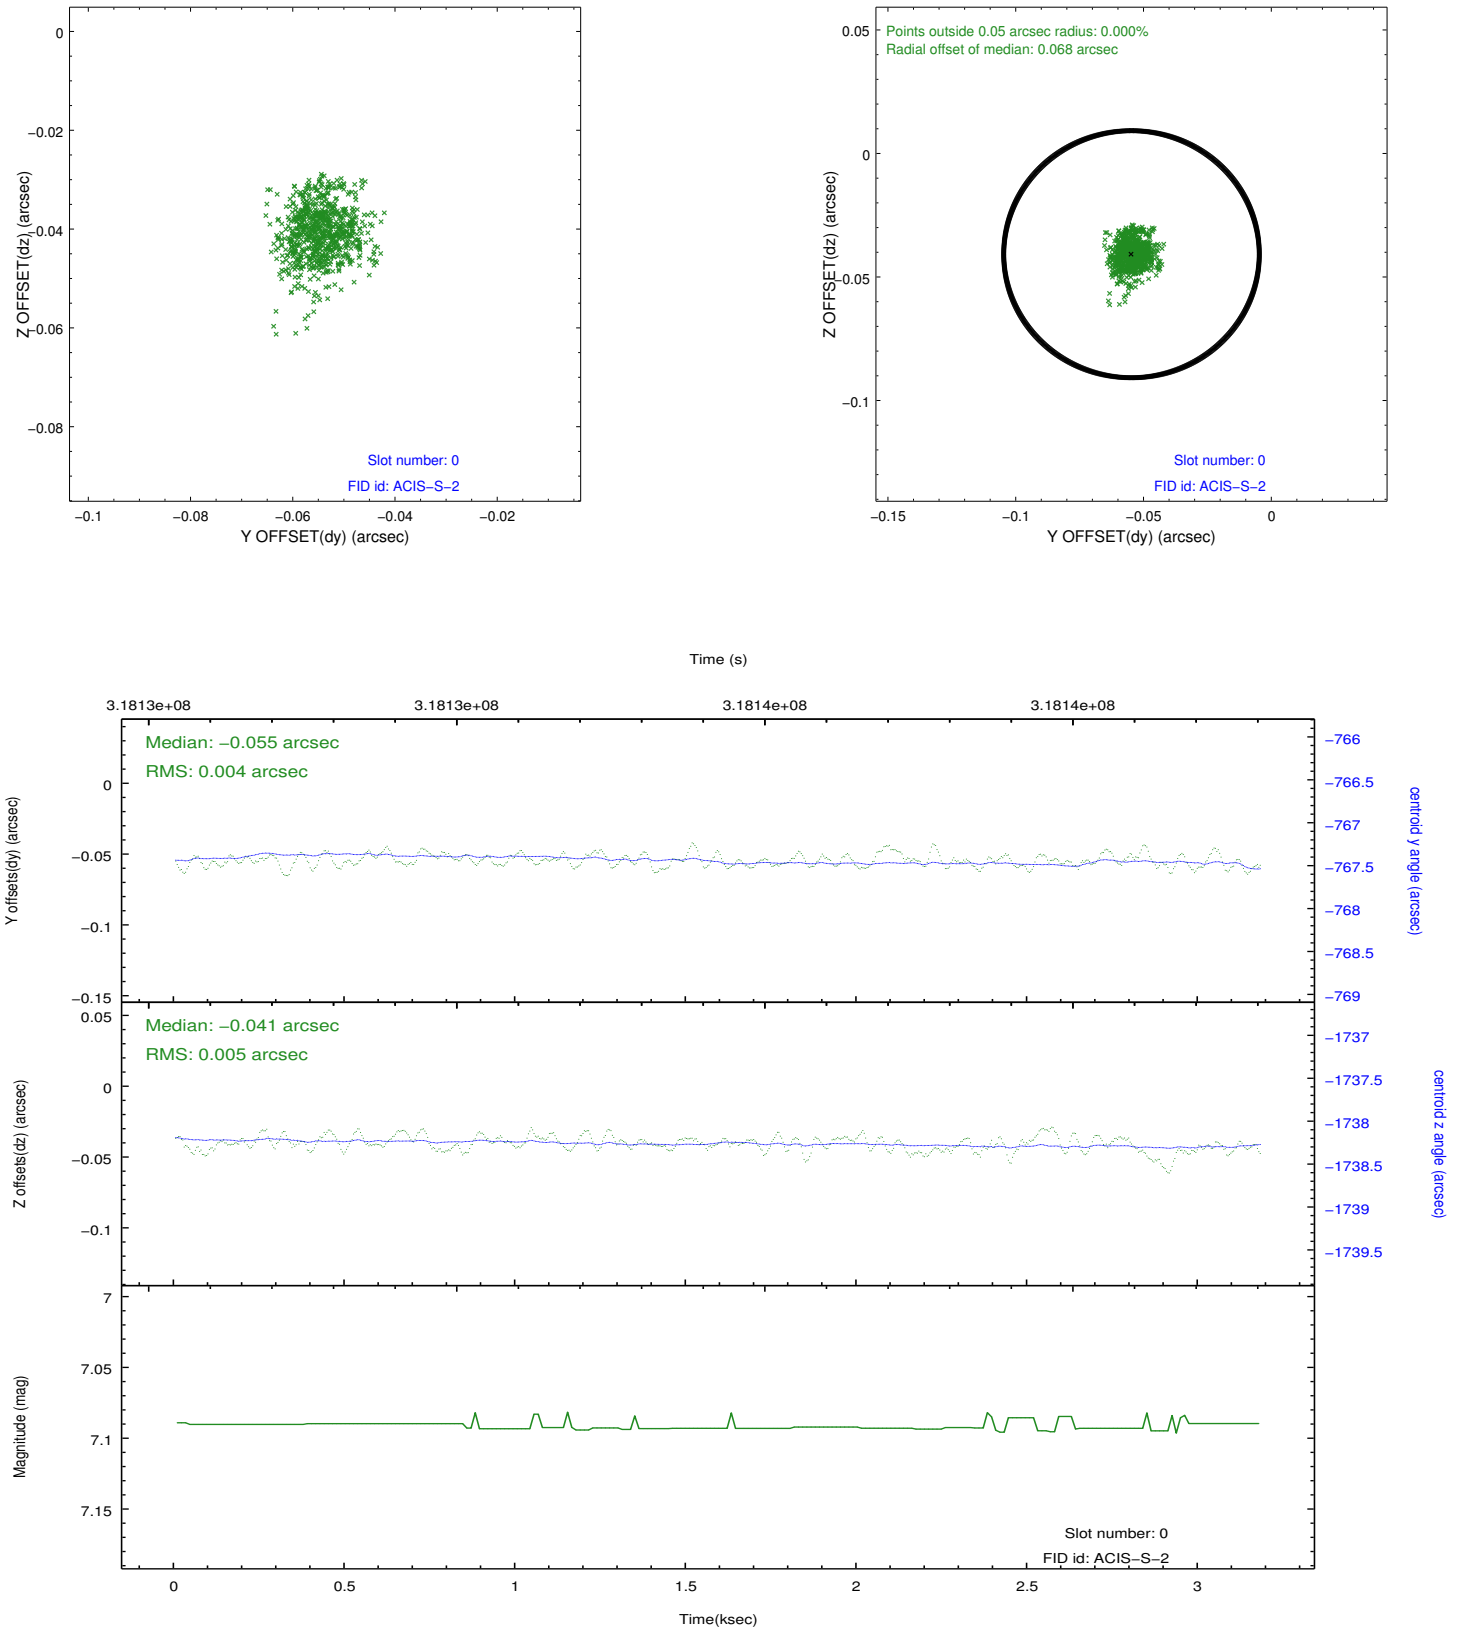 0
−0.02
−0.04
−0.06
−0.08
Z OFFSET(dz) (arcsec)
Slot number: 0
FID id: ACIS−S−2
−0.1
−0.08
−0.06
−0.04
−0.02
Y OFFSET(dy) (arcsec)
Points outside 0.05 arcsec radius: 0.000%
Radial offset of median: 0.068 arcsec
0.05
0
−0.05
−0.1
Z OFFSET(dz) (arcsec)
Slot number: 0
FID id: ACIS−S−2
−0.15
−0.1
−0.05
0
Y OFFSET(dy) (arcsec)
Time (s)
3.1813e+08
3.1813e+08
3.1814e+08
3.1814e+08
Median: −0.055 arcsec
RMS: 0.004 arcsec
0
−0.05
−0.1
−0.15
Y offsets(dy) (arcsec)
−766
−766.5
−767
−767.5
−768
−768.5
−769
centroid y angle (arcsec)
Median: −0.041 arcsec
RMS: 0.005 arcsec
0.05
0
−0.05
−0.1
Z offsets(dz) (arcsec)
−1737
−1737.5
−1738
−1738.5
−1739
−1739.5
centroid z angle (arcsec)
7
7.05
7.1
7.15
Magnitude (mag)
Slot number: 0
FID id: ACIS−S−2
0
0.5
1
1.5
2
2.5
3
Time(ksec)